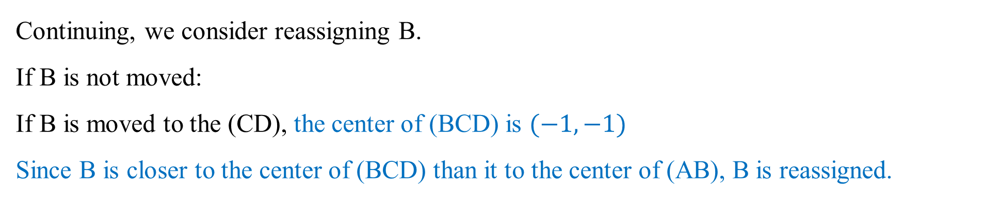 Continuing, we consider reassigning B.
If B is not moved:
If B is moved to the (CD), the center of (BCD) is (−1, −1)
Since B is closer to the center of (BCD) than it to the center of (AB), B is reassigned.